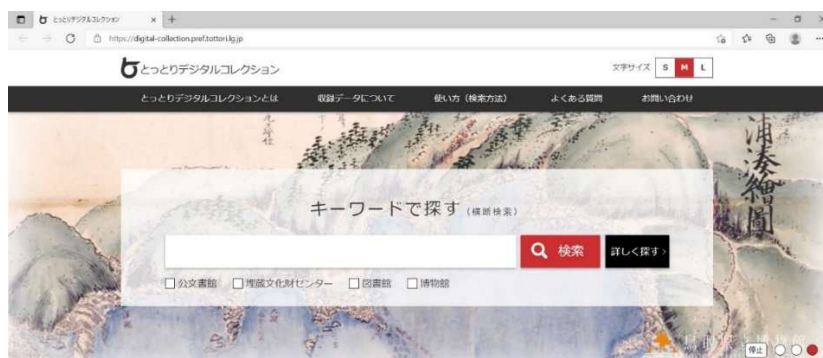 とっとりデジタルコレクション
https://digital-collection.pref.tottori.lg.jp
とっとりデジタルコレクション
文字サイズ S M L
とっとりデジタルコレクションとは 収録データについて 使い方（検索方法） よくある質問 お問い合わせ
浦湊繪圖
キーワードで探す（横断検索）
検索 詳しく探す ›
公文書館 埋蔵文化財センター 図書館 博物館
停止